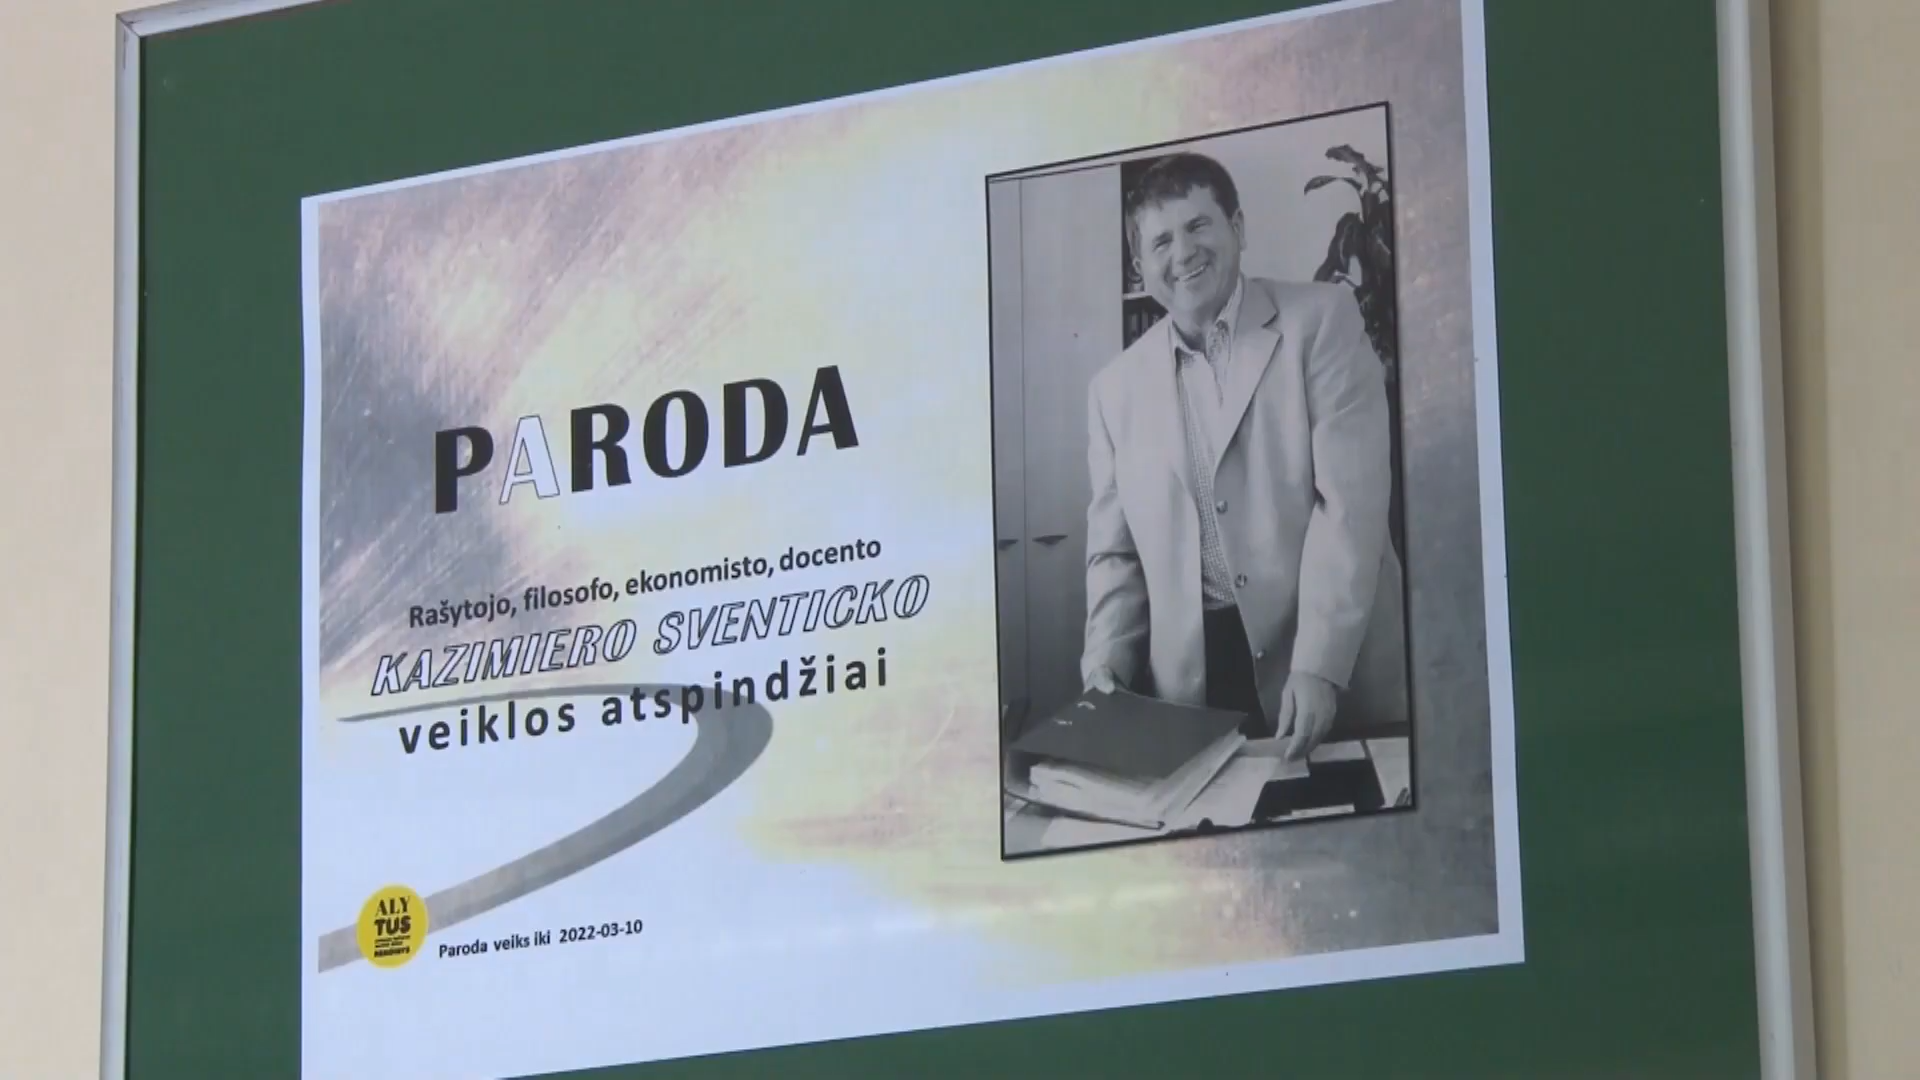 PARODA
Rašytojo, filosofo, ekonomisto, docento
KAZIMIERO SVENTICKO
veiklos atspindžiai
ALY
TUS
Paroda veiks iki 2022-03-10